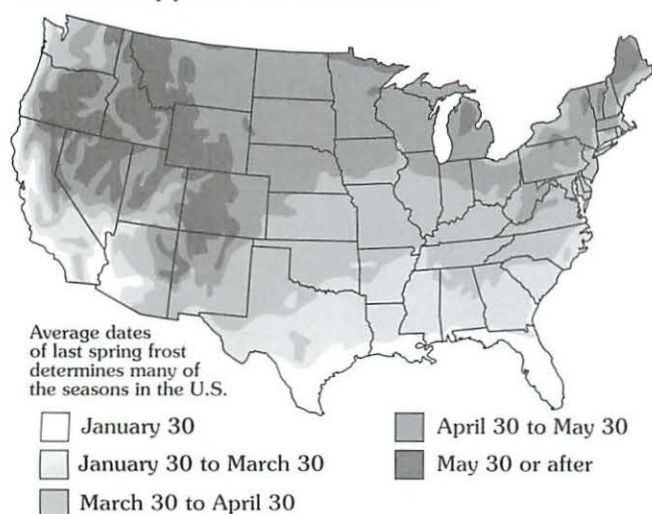 Average dates
of last spring frost
determines many of
the seasons in the U.S.
January 30
January 30 to March 30
March 30 to April 30
April 30 to May 30
May 30 or after